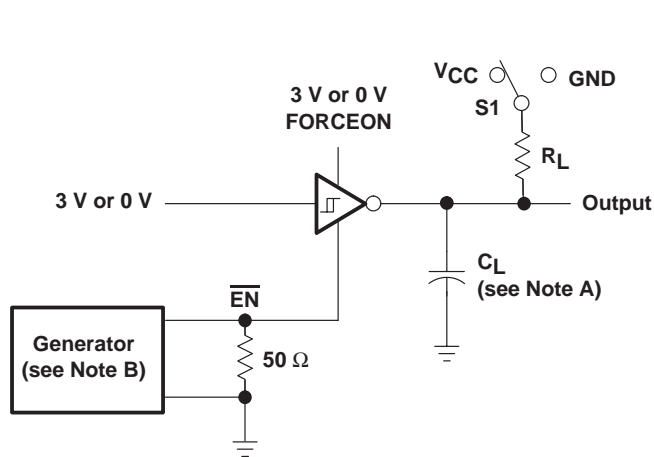 VCC
GND
S1
3 V or 0 V
FORCEON
RL
3 V or 0 V
Output
CL
(see Note A)
EN
Generator
(see Note B)
50 Ω